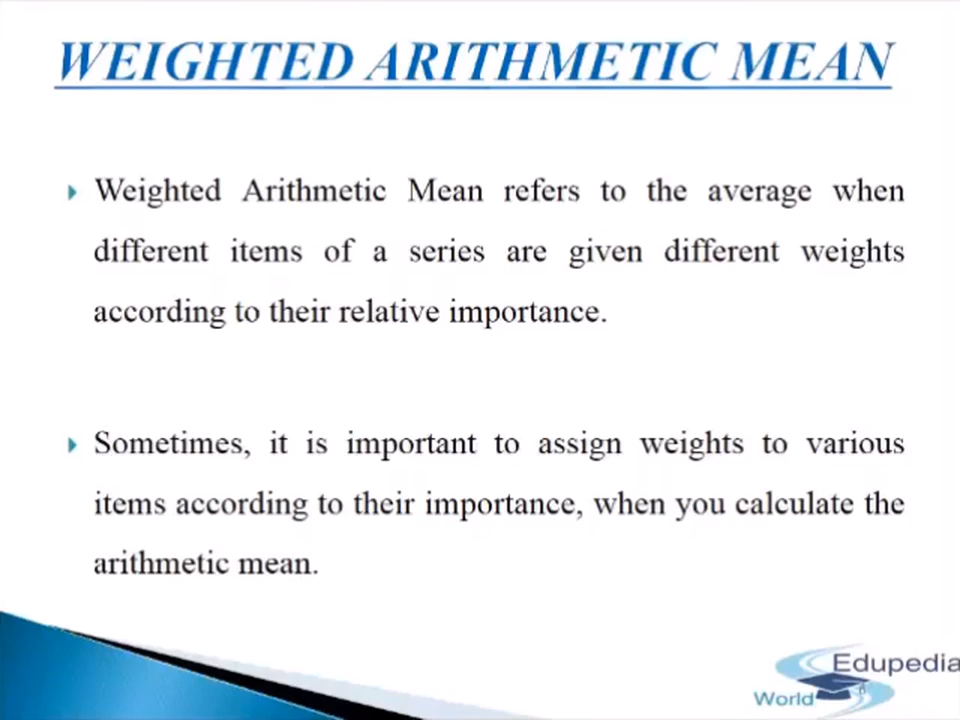 WEIGHTED ARITHMETIC MEAN
Weighted Arithmetic Mean refers to the average when
different items of a series are given different weights
according to their relative importance.
Sometimes, it is important to assign weights to various
items according to their importance, when you calculate the
arithmetic mean.
Edupedia
World